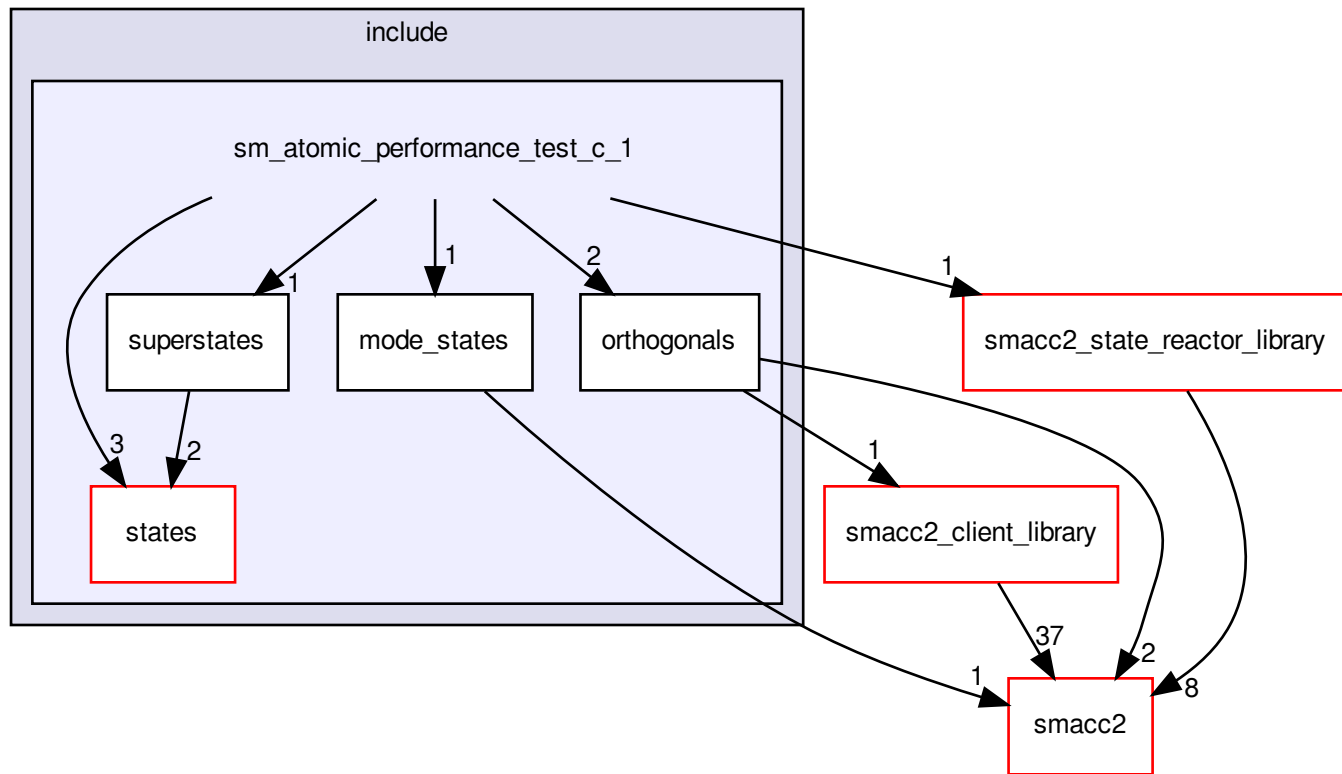 include
sm_atomic_performance_test_c_1
1
2
1
1
superstates
mode_states
orthogonals
smacc2_state_reactor_library
3
2
1
states
smacc2_client_library
37
2
1
8
smacc2